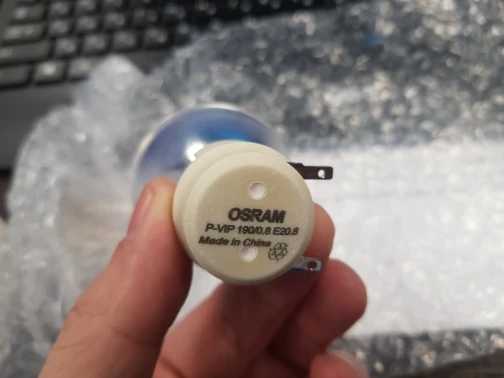 OSRAM
P-VIP 190/0.8 E20.8
Made in China